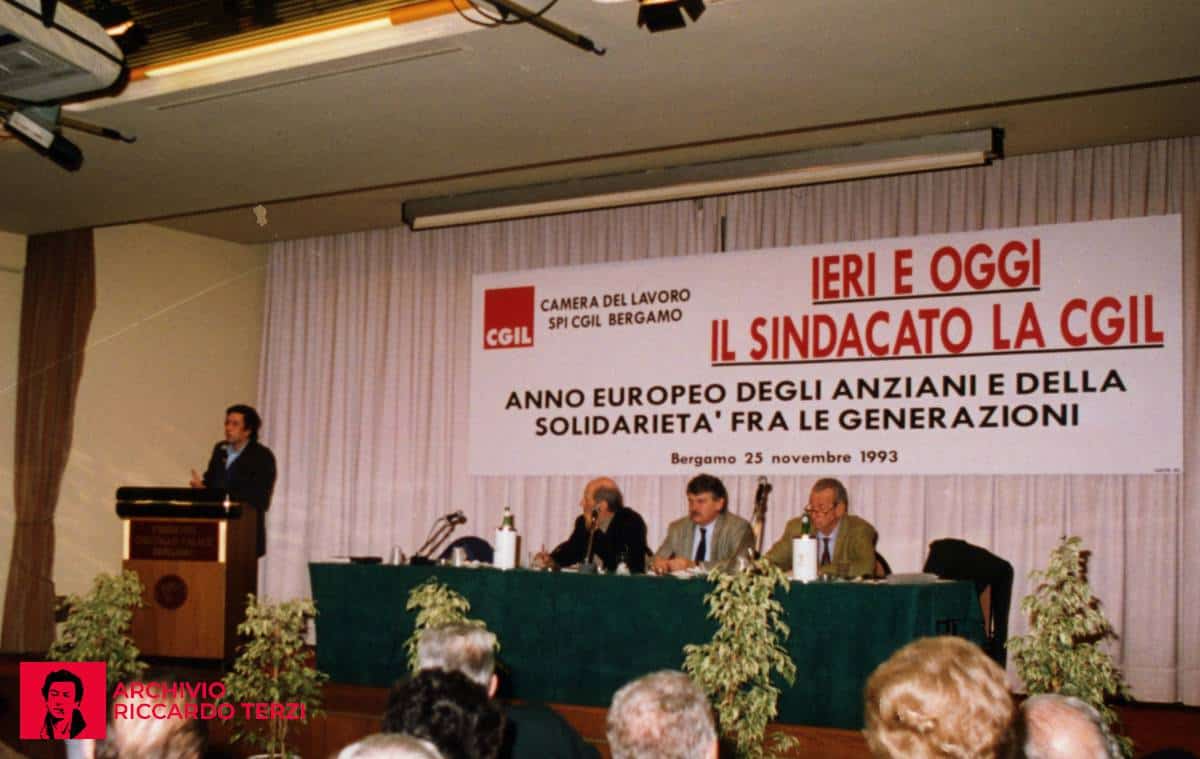 IERI E OGGI
IL SINDACATO LA CGIL
CGIL
CAMERA DEL LAVORO
SPI CGIL BERGAMO
ANNO EUROPEO DEGLI ANZIANI E DELLA
SOLIDARIETA' FRA LE GENERAZIONI
Bergamo 25 novembre 1993
BERGAMO
ARCHIVIO
RICCARDO TERZI